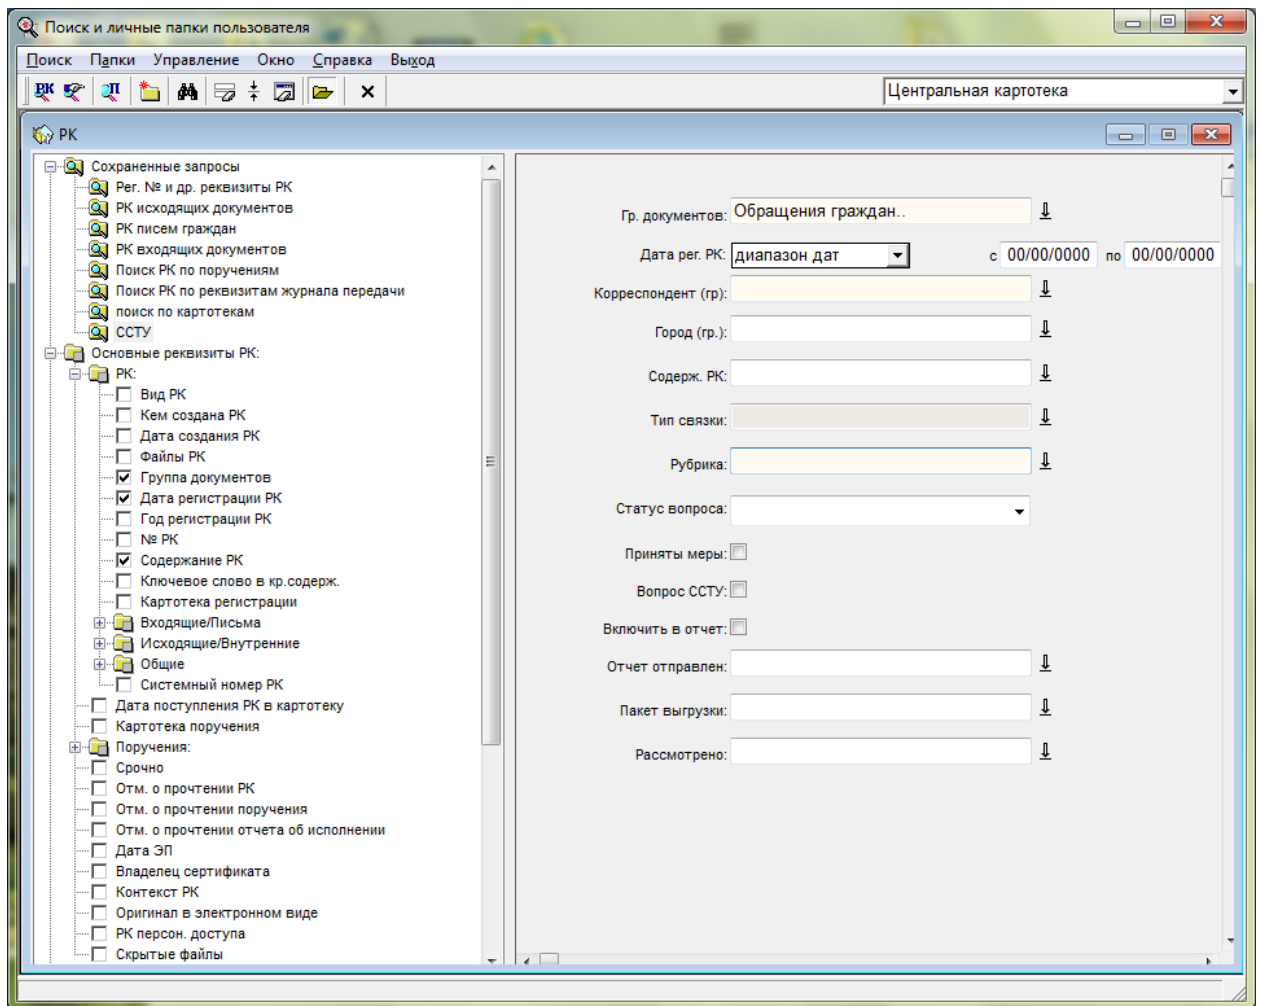 Поиск и личные папки пользователя
Поиск Папки Управление Окно Справка Выход
РК П Центральная картотека
РК
Сохраненные запросы
Рег. № и др. реквизиты РК
РК исходящих документов
РК писем граждан
РК входящих документов
Поиск РК по поручениям
Поиск РК по реквизитам журнала передачи
поиск по картотекам
ССТУ
Основные реквизиты РК:
РК:
Вид РК
Кем создана РК
Дата создания РК
Файлы РК
Группа документов
Дата регистрации РК
Год регистрации РК
№ РК
Содержание РК
Ключевое слово в кр.содерж.
Картотека регистрации
Входящие/Письма
Исходящие/Внутренние
Общие
Системный номер РК
Дата поступления РК в картотеку
Картотека поручения
Поручения:
Срочно
Отм. о прочтении РК
Отм. о прочтении поручения
Отм. о прочтении отчета об исполнении
Дата ЭП
Владелец сертификата
Контекст РК
Оригинал в электронном виде
РК персон. доступа
Скрытые файлы
Гр. документов: Обращения граждан..
Дата рег. РК: диапазон дат с 00/00/0000 по 00/00/0000
Корреспондент (гр):
Город (гр.):
Содерж. РК:
Тип связки:
Рубрика:
Статус вопроса:
Приняты меры:
Вопрос ССТУ:
Включить в отчет:
Отчет отправлен:
Пакет выгрузки:
Рассмотрено: